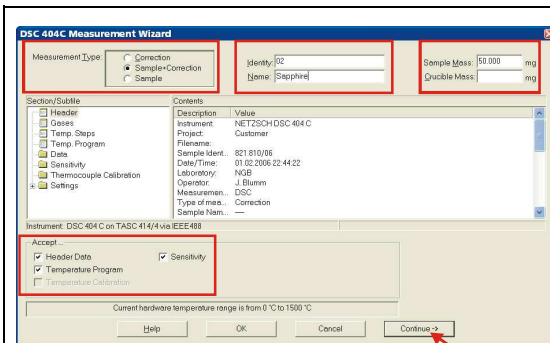 DSC 404C Measurement Wizard
Measurement Type:
Correction
Sample+Correction
Sample
Identity: 02
Name: Sapphire
Sample Mass: 50.000 mg
Crucible Mass: mg
Section/Subtile
Header
Gases
Temp. Steps
Temp. Program
Data
Sensitivity
Thermocouple Calibration
Settings
Contents
Description Value
Instrument NETZSCH DSC 404 C
Project: Customer
Filename:
Sample Ident... 821.810/06
Date/Time: 01.02.2006 22:44:22
Laboratory: NGB
Operator: J. Blumm
Measuremen... DSC
Type of mea... Correction
Sample Nam... ---
Instrument: DSC 404 C on TASC 414/4 via IEEE488
Accept...
Header Data
Sensitivity
Temperature Program
Temperature Calibration
Current hardware temperature range is from 0 °C to 1500 °C
Help
OK
Cancel
Continue ->